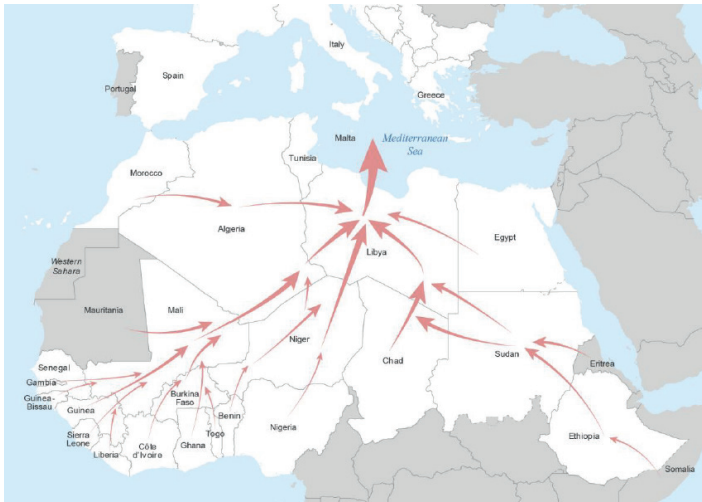 Italy
Spain
Portugal
Greece
Malta
Mediterranean
Sea
Tunisia
Morocco
Algeria
Libya
Egypt
Western
Sahara
Mauritania
Mali
Niger
Chad
Sudan
Eritrea
Senegal
Gambia
Guinea-
Bissau
Guinea
Burkina
Faso
Benin
Nigeria
Sierra
Leone
Liberia
Côte
d'Ivoire
Ghana
Togo
Ethiopia
Somalia